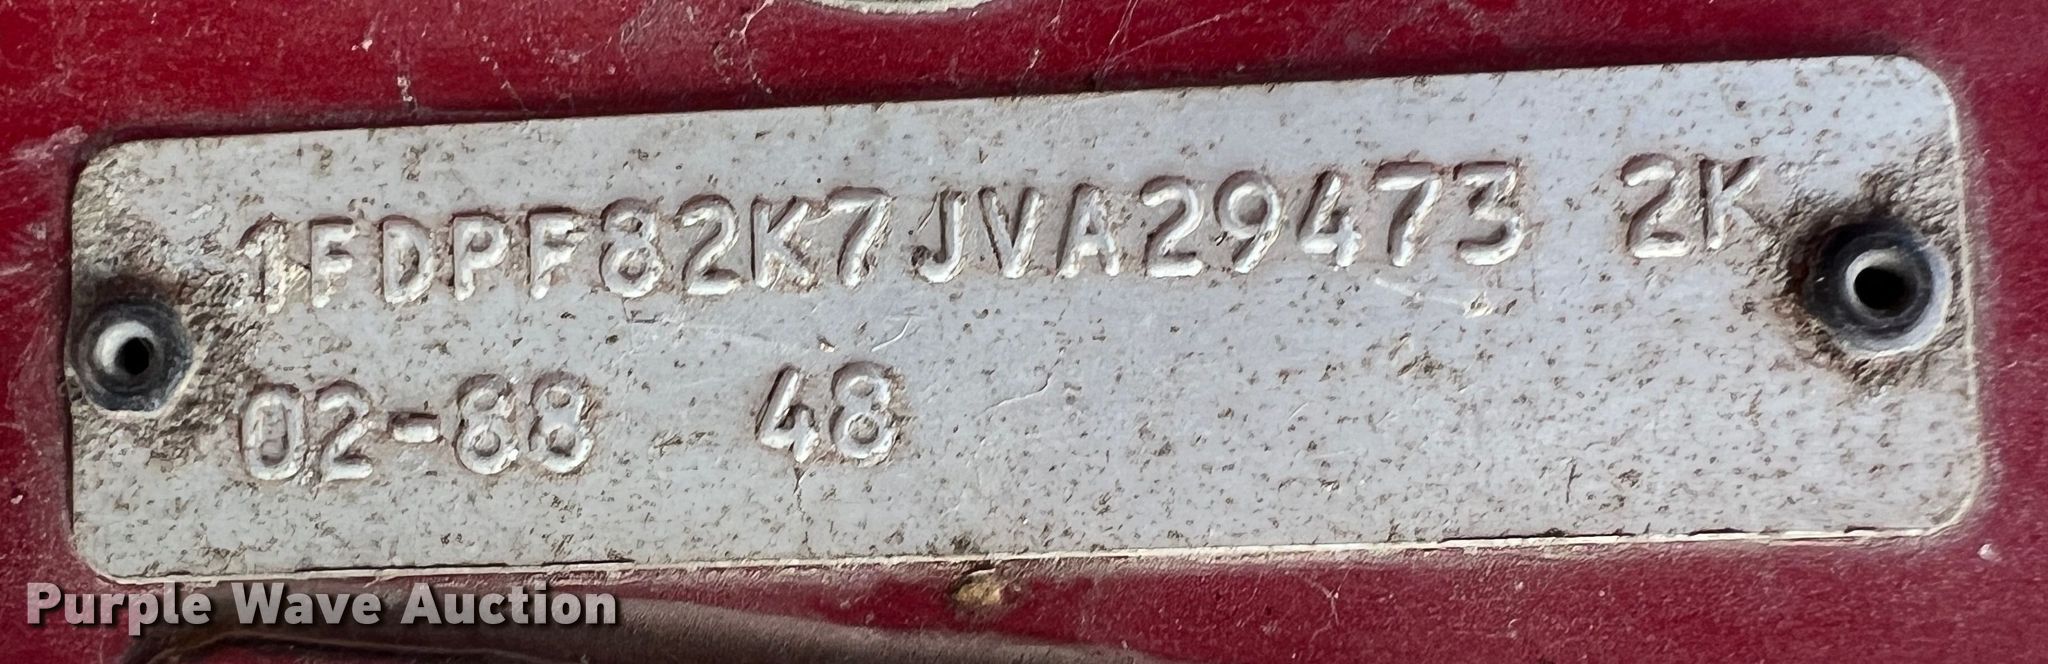 1FDPF82K7JVA29473 2K
02-88 48
Purple Wave Auction